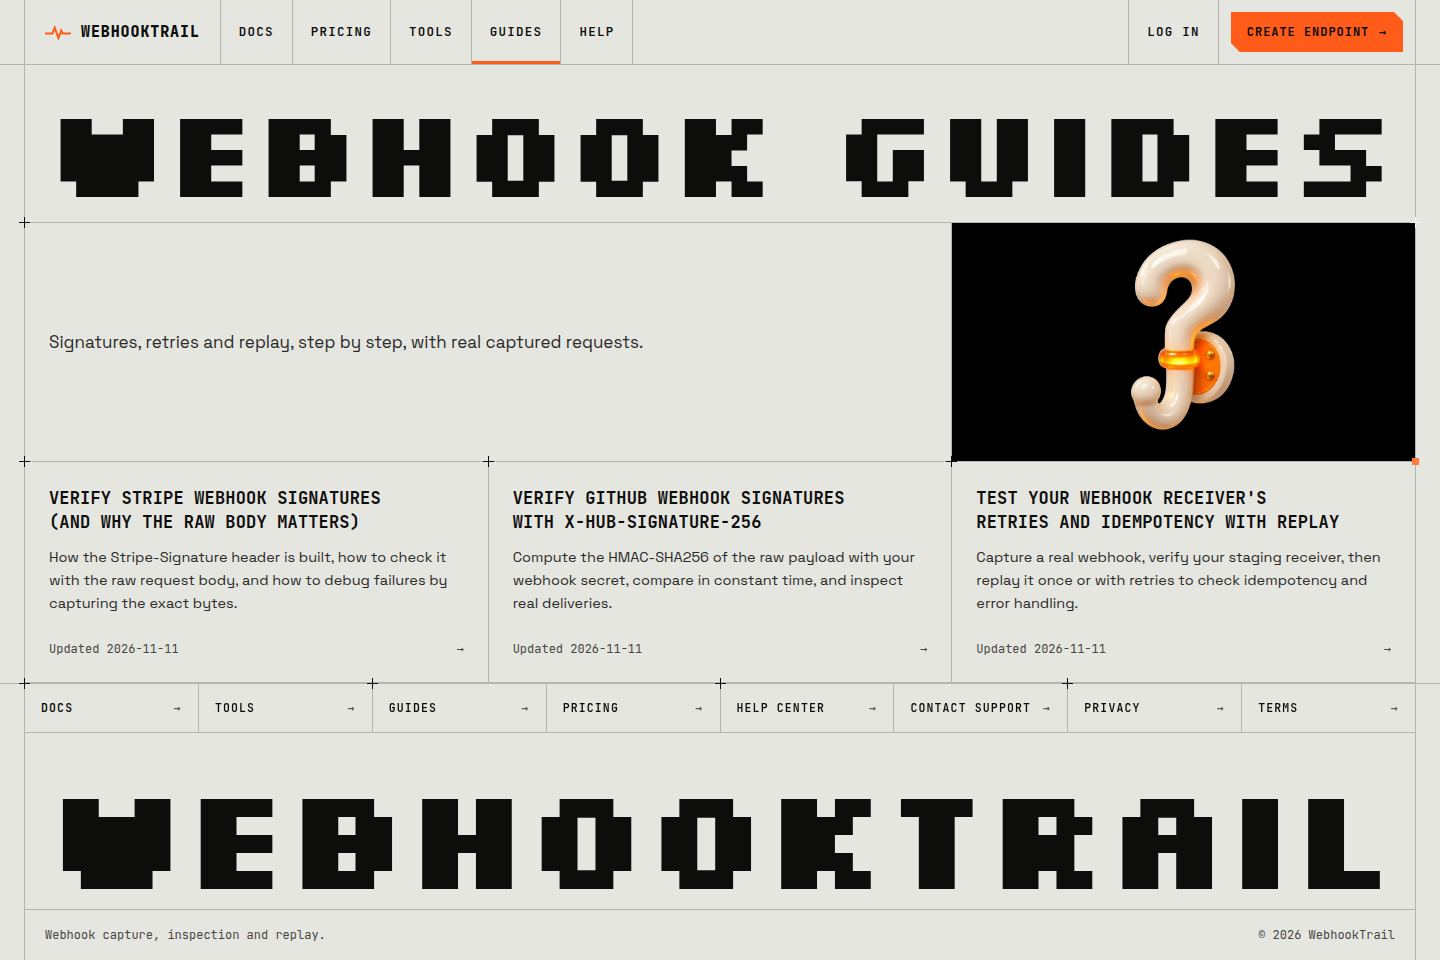 WEBHOOKTRAIL
DOCS
PRICING
TOOLS
GUIDES
HELP
LOG IN
CREATE ENDPOINT →
WEBHOOK GUIDES
Signatures, retries and replay, step by step, with real captured requests.
VERIFY STRIPE WEBHOOK SIGNATURES
(AND WHY THE RAW BODY MATTERS)
How the Stripe-Signature header is built, how to check it
with the raw request body, and how to debug failures by
capturing the exact bytes.
Updated 2026-11-11 →
VERIFY GITHUB WEBHOOK SIGNATURES
WITH X-HUB-SIGNATURE-256
Compute the HMAC-SHA256 of the raw payload with your
webhook secret, compare in constant time, and inspect
real deliveries.
Updated 2026-11-11 →
TEST YOUR WEBHOOK RECEIVER'S
RETRIES AND IDEMPOTENCY WITH REPLAY
Capture a real webhook, verify your staging receiver, then
replay it once or with retries to check idempotency and
error handling.
Updated 2026-11-11 →
DOCS →
TOOLS →
GUIDES →
PRICING →
HELP CENTER →
CONTACT SUPPORT →
PRIVACY →
TERMS →
WEBHOOKTRAIL
Webhook capture, inspection and replay.
© 2026 WebhookTrail